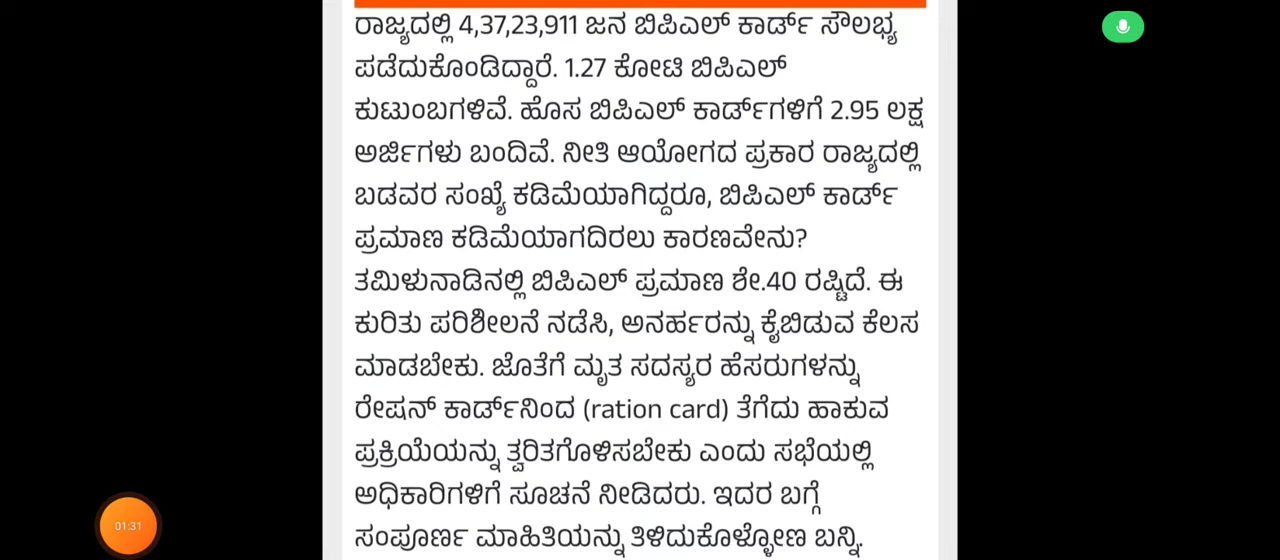 ರಾಜ್ಯದಲ್ಲಿ 4,37,23,911 ಜನ ಬಿಪಿಎಲ್ ಕಾರ್ಡ್ ಸೌಲಭ್ಯ
ಪಡೆದುಕೊಂಡಿದ್ದಾರೆ. 1.27 ಕೋಟಿ ಬಿಪಿಎಲ್
ಕುಟುಂಬಗಳಿವೆ. ಹೊಸ ಬಿಪಿಎಲ್ ಕಾರ್ಡ್‌ಗಳಿಗೆ 2.95 ಲಕ್ಷ
ಅರ್ಜಿಗಳು ಬಂದಿವೆ. ನೀತಿ ಆಯೋಗದ ಪ್ರಕಾರ ರಾಜ್ಯದಲ್ಲಿ
ಬಡವರ ಸಂಖ್ಯೆ ಕಡಿಮೆಯಾಗಿದ್ದರೂ, ಬಿಪಿಎಲ್ ಕಾರ್ಡ್
ಪ್ರಮಾಣ ಕಡಿಮೆಯಾಗದಿರಲು ಕಾರಣವೇನು?
ತಮಿಳುನಾಡಿನಲ್ಲಿ ಬಿಪಿಎಲ್ ಪ್ರಮಾಣ ಶೇ.40 ರಷ್ಟಿದೆ. ಈ
ಕುರಿತು ಪರಿಶೀಲನೆ ನಡೆಸಿ, ಅನರ್ಹರನ್ನು ಕೈಬಿಡುವ ಕೆಲಸ
ಮಾಡಬೇಕು. ಜೊತೆಗೆ ಮೃತ ಸದಸ್ಯರ ಹೆಸರುಗಳನ್ನು
ರೇಷನ್ ಕಾರ್ಡ್‌ನಿಂದ (ration card) ತೆಗೆದು ಹಾಕುವ
ಪ್ರಕ್ರಿಯೆಯನ್ನು ತ್ವರಿತಗೊಳಿಸಬೇಕು ಎಂದು ಸಭೆಯಲ್ಲಿ
ಅಧಿಕಾರಿಗಳಿಗೆ ಸೂಚನೆ ನೀಡಿದರು. ಇದರ ಬಗ್ಗೆ
ಸಂಪೂರ್ಣ ಮಾಹಿತಿಯನ್ನು ತಿಳಿದುಕೊಳ್ಳೋಣ ಬನ್ನಿ.
01:31